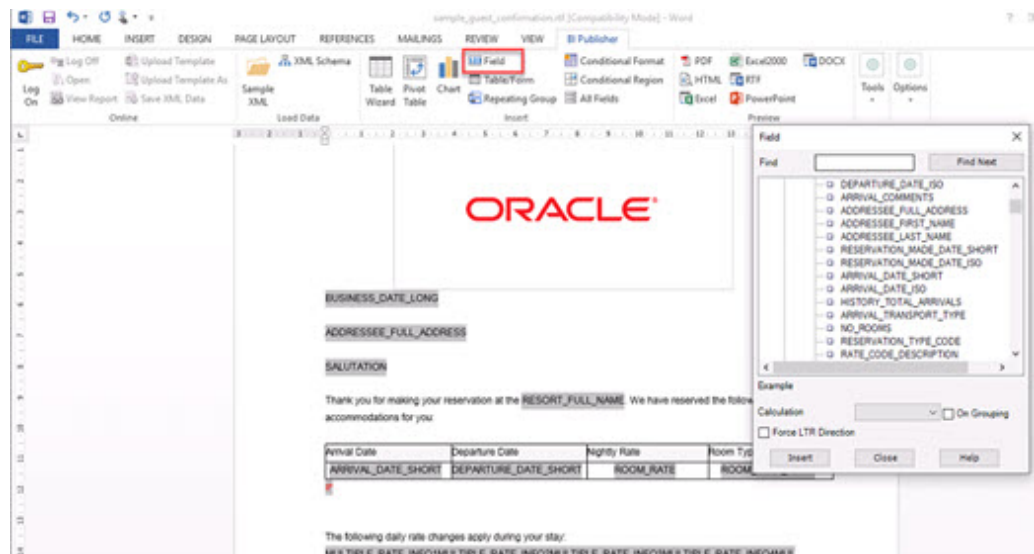 sample_guest_confirmation.rtf [Compatibility Mode] - Word
FILE HOME INSERT DESIGN PAGE LAYOUT REFERENCES MAILINGS REVIEW VIEW BI Publisher
Log On
Log Off
Open
View Report
Upload Template
Upload Template As
Save XML Data
Online
Sample XML
XML Schema
Load Data
Table Wizard
Pivot Table
Chart
Field
Table/Form
Repeating Group
Conditional Format
Conditional Region
All Fields
Insert
PDF
HTML
Excel
Excel2000
RTF
PowerPoint
DOCX
Preview
Tools
Options
ORACLE
BUSINESS_DATE_LONG
ADDRESSEE_FULL_ADDRESS
SALUTATION
Thank you for making your reservation at the RESORT_FULL_NAME. We have reserved the
accommodations for you:
Arrival Date Departure Date Nightly Rate Room
ARRIVAL_DATE_SHORT DEPARTURE_DATE_SHORT ROOM_RATE
The following daily rate changes apply during your stay:
Field
Find Find Next
DEPARTURE_DATE_ISO
ARRIVAL_COMMENTS
ADDRESSEE_FULL_ADDRESS
ADDRESSEE_FIRST_NAME
ADDRESSEE_LAST_NAME
RESERVATION_MADE_DATE_SHORT
RESERVATION_MADE_DATE_ISO
ARRIVAL_DATE_SHORT
ARRIVAL_DATE_ISO
HISTORY_TOTAL_ARRIVALS
ARRIVAL_TRANSPORT_TYPE
NO_ROOMS
RESERVATION_TYPE_CODE
RATE_CODE_DESCRIPTION
Example
Calculation On Grouping
Force LTR Direction
Insert Close Help